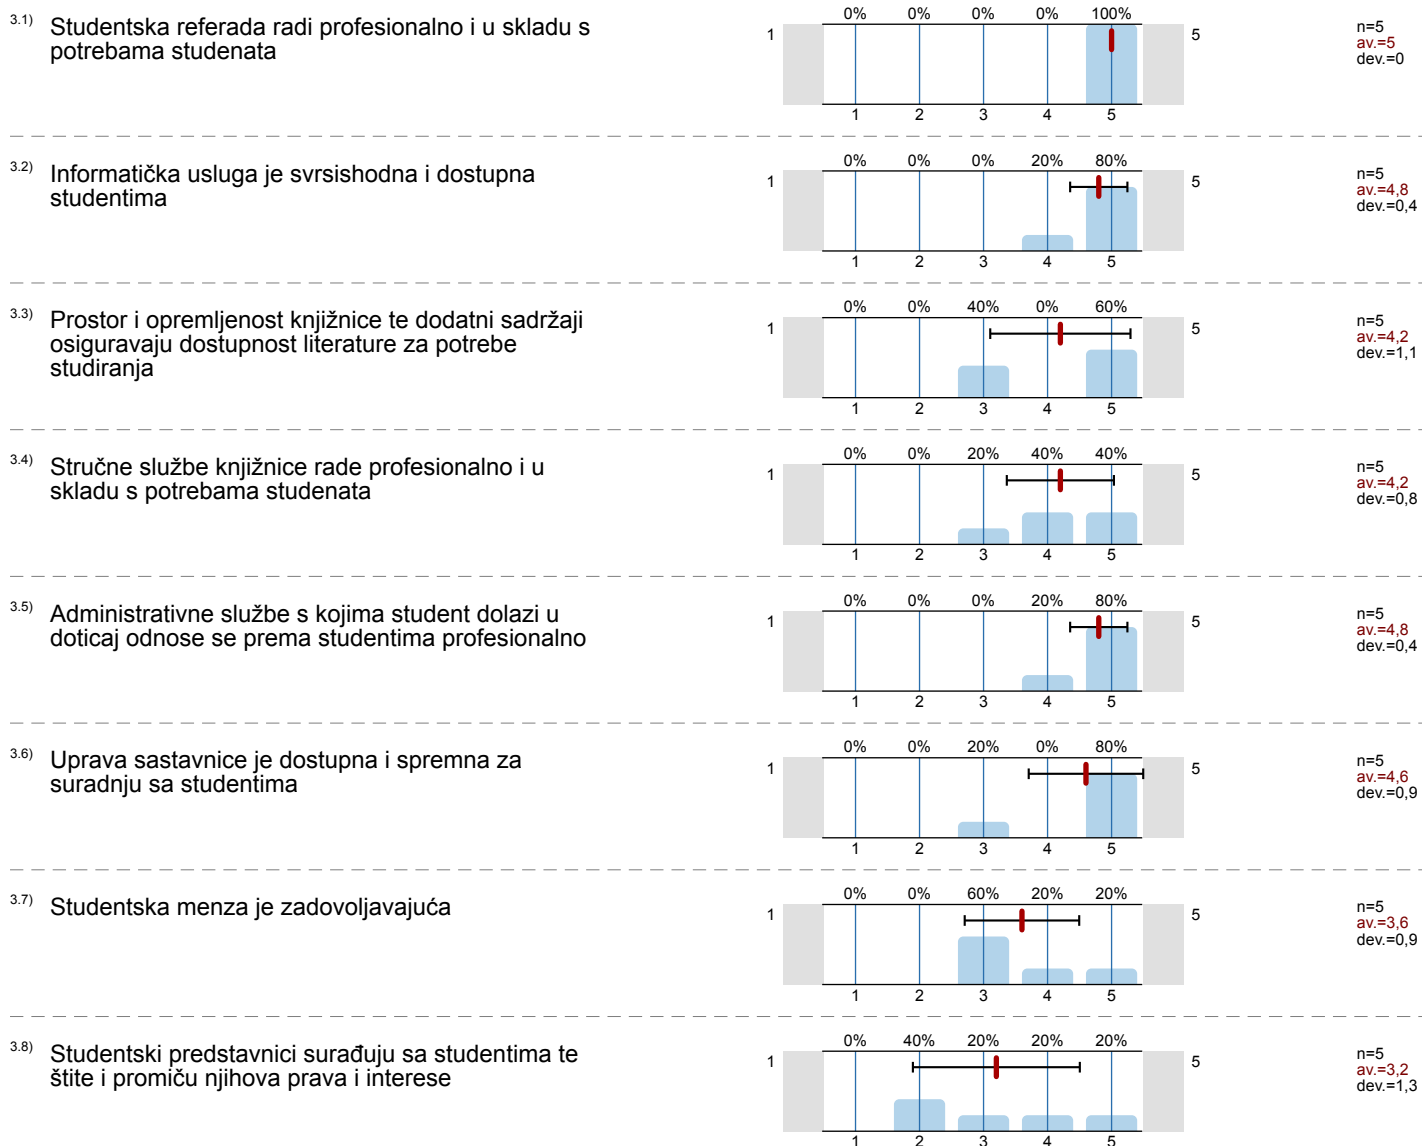 3.1) Studentska referada radi profesionalno i u skladu s
potrebama studenata
0% 0% 0% 0% 100%
1 5
1 2 3 4 5
n=5
av.=5
dev.=0
3.2) Informatička usluga je svrsishodna i dostupna
studentima
0% 0% 0% 20% 80%
1 5
1 2 3 4 5
n=5
av.=4,8
dev.=0,4
3.3) Prostor i opremljenost knjižnice te dodatni sadržaji
osiguravaju dostupnost literature za potrebe
studiranja
0% 0% 40% 0% 60%
1 5
1 2 3 4 5
n=5
av.=4,2
dev.=1,1
3.4) Stručne službe knjižnice rade profesionalno i u
skladu s potrebama studenata
0% 0% 20% 40% 40%
1 5
1 2 3 4 5
n=5
av.=4,2
dev.=0,8
3.5) Administrativne službe s kojima student dolazi u
doticaj odnose se prema studentima profesionalno
0% 0% 0% 20% 80%
1 5
1 2 3 4 5
n=5
av.=4,8
dev.=0,4
3.6) Uprava sastavnice je dostupna i spremna za
suradnju sa studentima
0% 0% 20% 0% 80%
1 5
1 2 3 4 5
n=5
av.=4,6
dev.=0,9
3.7) Studentska menza je zadovoljavajuća
0% 0% 60% 20% 20%
1 5
1 2 3 4 5
n=5
av.=3,6
dev.=0,9
3.8) Studentski predstavnici surađuju sa studentima te
štite i promiču njihova prava i interese
0% 40% 20% 20% 20%
1 5
1 2 3 4 5
n=5
av.=3,2
dev.=1,3